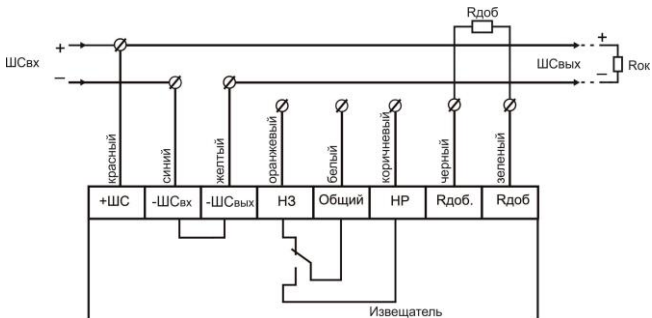 Rдоб
+
+
ШСвх
ШСвых
Rок
−
−
красный
синий
желтый
оранжевый
белый
коричневый
черный
зеленый
+ШС -ШСвх -ШСвых НЗ Общий НР Rдоб. Rдоб
Извещатель